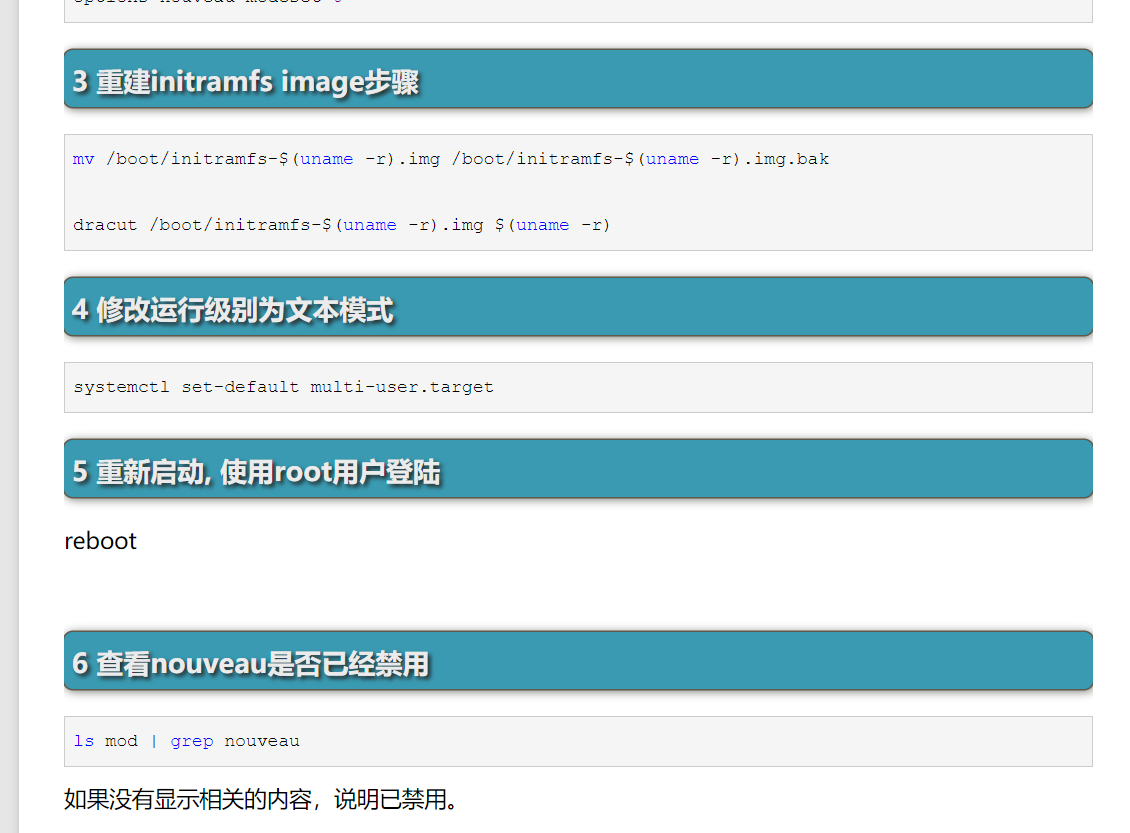 3 重建initramfs image步骤
mv /boot/initramfs-$(uname -r).img /boot/initramfs-$(uname -r).img.bak
dracut /boot/initramfs-$(uname -r).img $(uname -r)
4 修改运行级别为文本模式
systemctl set-default multi-user.target
5 重新启动, 使用root用户登陆
reboot
6 查看nouveau是否已经禁用
ls mod | grep nouveau
如果没有显示相关的内容，说明已禁用。